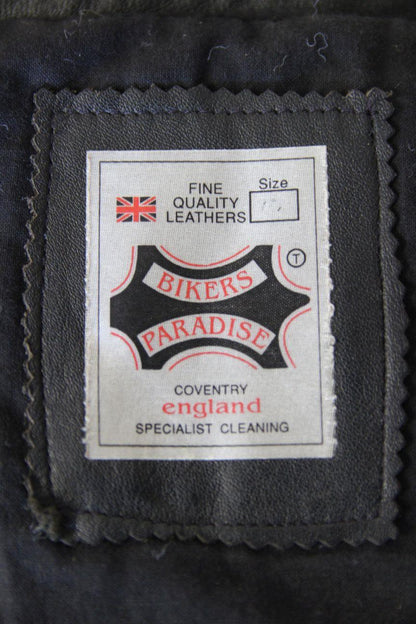 FINE
QUALITY
LEATHERS
Size
BIKERS
PARADISE
T
COVENTRY
england
SPECIALIST CLEANING